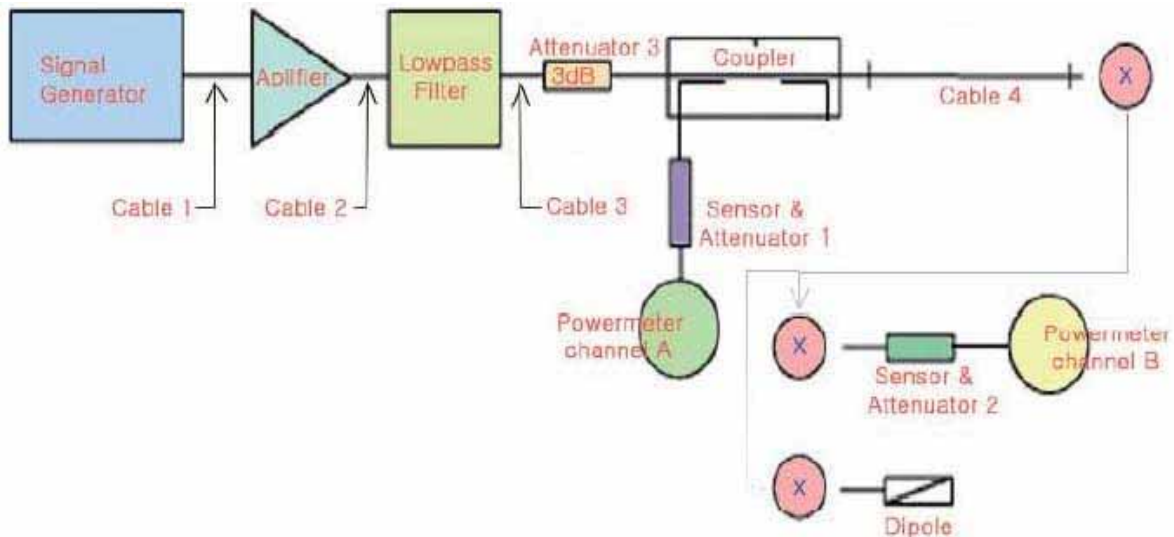 Signal
Generator
Aplifier
Lowpass
Filter
Attenuator 3
3dB
Coupler
Cable 4
X
Cable 1
Cable 2
Cable 3
Sensor &
Attenuator 1
Powermeter
channel A
X
Sensor &
Attenuator 2
Powermeter
channel B
X
Dipole